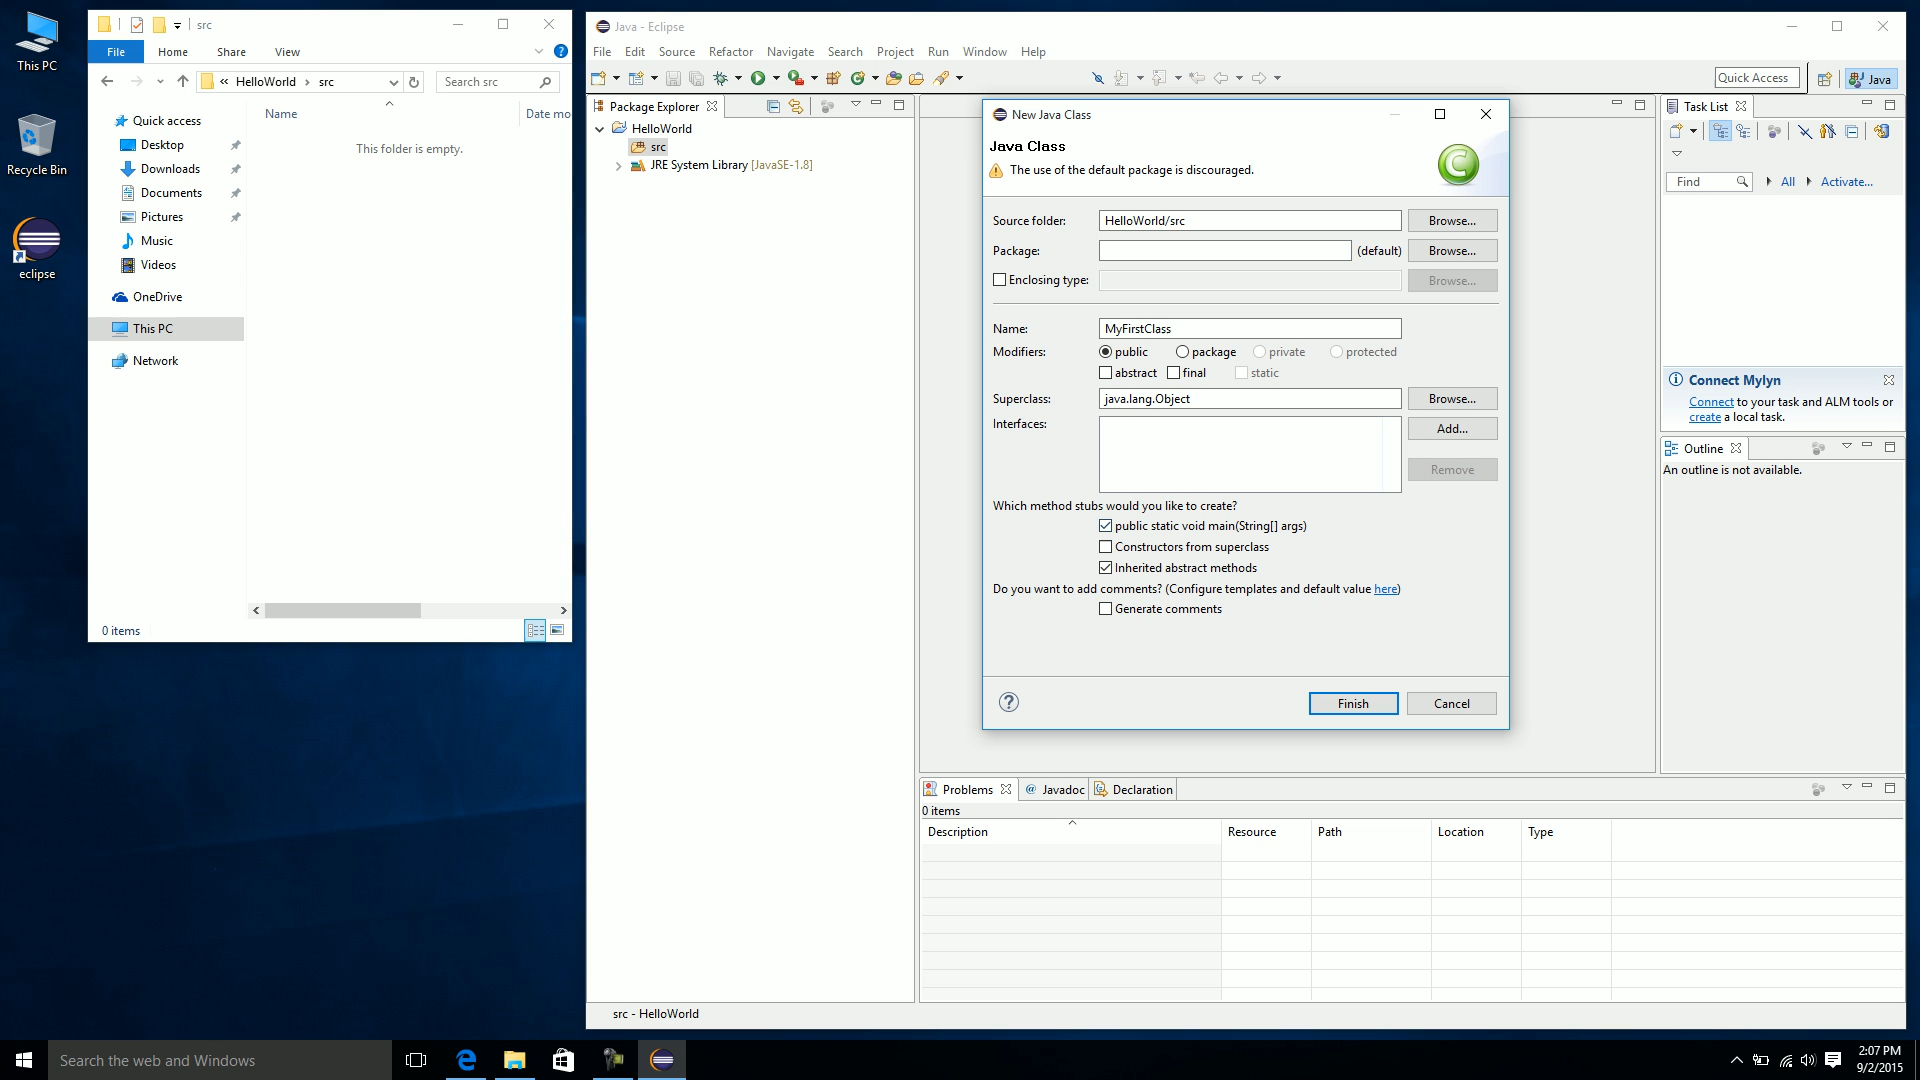 This PC
Recycle Bin
eclipse
src
File Home Share View
« HelloWorld › src
Search src
Name Date mo
This folder is empty.
Quick access
Desktop
Downloads
Documents
Pictures
Music
Videos
OneDrive
This PC
Network
0 items
Java - Eclipse
File Edit Source Refactor Navigate Search Project Run Window Help
Quick Access
Java
Package Explorer
HelloWorld
src
JRE System Library [JavaSE-1.8]
New Java Class
Java Class
The use of the default package is discouraged.
Source folder: HelloWorld/src Browse...
Package: (default) Browse...
Enclosing type: Browse...
Name: MyFirstClass
Modifiers: public package private protected
abstract final static
Superclass: java.lang.Object Browse...
Interfaces: Add...
Remove
Which method stubs would you like to create?
public static void main(String[] args)
Constructors from superclass
Inherited abstract methods
Do you want to add comments? (Configure templates and default value here)
Generate comments
Finish Cancel
Task List
Find All Activate...
Connect Mylyn
Connect to your task and ALM tools or
create a local task.
Outline
An outline is not available.
Problems @ Javadoc Declaration
0 items
Description Resource Path Location Type
src - HelloWorld
Search the web and Windows
2:07 PM
9/2/2015